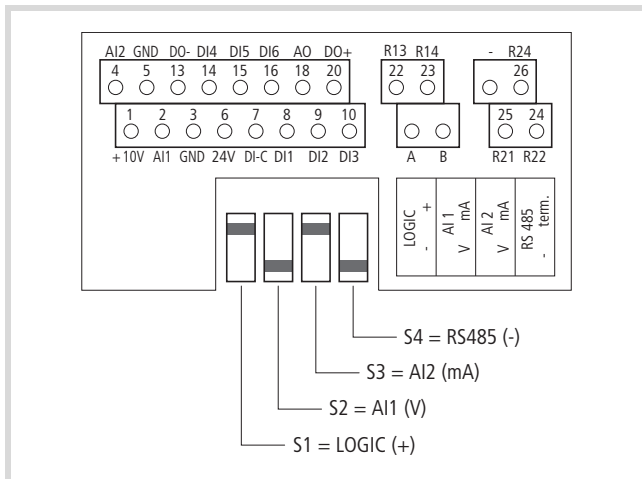 AI2 GND DO- DI4 DI5 DI6 AO DO+
4 5 13 14 15 16 18 20
1 2 3 6 7 8 9 10
+10V AI1 GND 24V DI-C DI1 DI2 DI3
R13 R14
22 23
A B
- R24
26
25 24
R21 R22
LOGIC
- +
AI 1
V mA
AI 2
V mA
RS 485
- term.
S4 = RS485 (-)
S3 = AI2 (mA)
S2 = AI1 (V)
S1 = LOGIC (+)